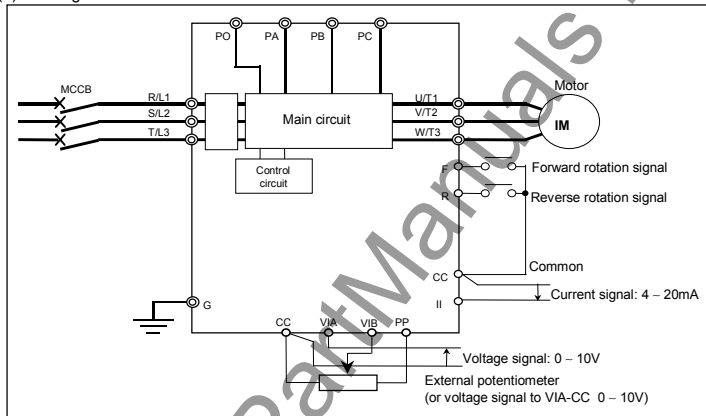 PO PA PB PC
MCCB
R/L1
S/L2
T/L3
Main circuit
Control
circuit
U/T1
V/T2
W/T3
Motor
IM
F
Forward rotation signal
R
Reverse rotation signal
CC
Common
II
Current signal: 4 ~ 20mA
G
CC VIA VIB PP
Voltage signal: 0 ~ 10V
External potentiometer
(or voltage signal to VIA-CC 0 ~ 10V)
PartManuals